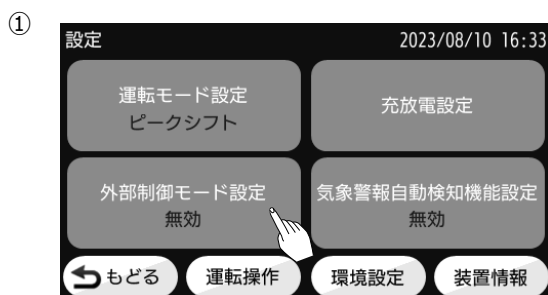 ①
設定 2023/08/10 16:33
運転モード設定
ピークシフト
充放電設定
外部制御モード設定
無効
気象警報自動検知機能設定
無効
もどる 運転操作 環境設定 装置情報